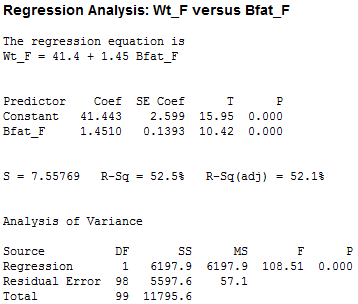 Regression Analysis: Wt_F versus Bfat_F
The regression equation is
Wt_F = 41.4 + 1.45 Bfat_F
Predictor Coef SE Coef T P
Constant 41.443 2.599 15.95 0.000
Bfat_F 1.4510 0.1393 10.42 0.000
S = 7.55769 R-Sq = 52.5% R-Sq(adj) = 52.1%
Analysis of Variance
Source DF SS MS F P
Regression 1 6197.9 6197.9 108.51 0.000
Residual Error 98 5597.6 57.1
Total 99 11795.6